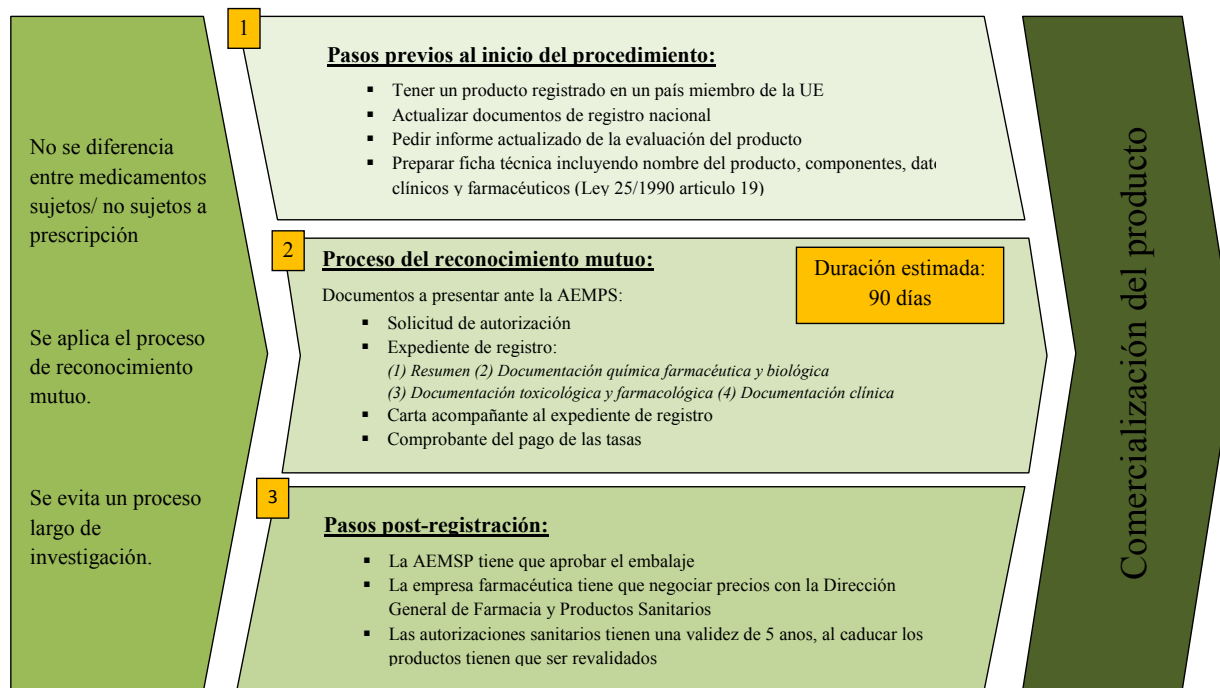 No se diferencia
entre medicamentos
sujetos/ no sujetos a
prescripción
Se aplica el proceso
de reconocimiento
mutuo.
Se evita un proceso
largo de
investigación.
1
Pasos previos al inicio del procedimiento:
▪ Tener un producto registrado en un país miembro de la UE
▪ Actualizar documentos de registro nacional
▪ Pedir informe actualizado de la evaluación del producto
▪ Preparar ficha técnica incluyendo nombre del producto, componentes, dato
clínicos y farmacéuticos (Ley 25/1990 articulo 19)
2
Proceso del reconocimiento mutuo:
Duración estimada:
90 días
Documentos a presentar ante la AEMPS:
▪ Solicitud de autorización
▪ Expediente de registro:
(1) Resumen (2) Documentación química farmacéutica y biológica
(3) Documentación toxicológica y farmacológica (4) Documentación clínica
▪ Carta acompañante al expediente de registro
▪ Comprobante del pago de las tasas
3
Pasos post-registración:
▪ La AEMSP tiene que aprobar el embalaje
▪ La empresa farmacéutica tiene que negociar precios con la Dirección
General de Farmacia y Productos Sanitarios
▪ Las autorizaciones sanitarios tienen una validez de 5 anos, al caducar los
productos tienen que ser revalidados
Comercialización del producto